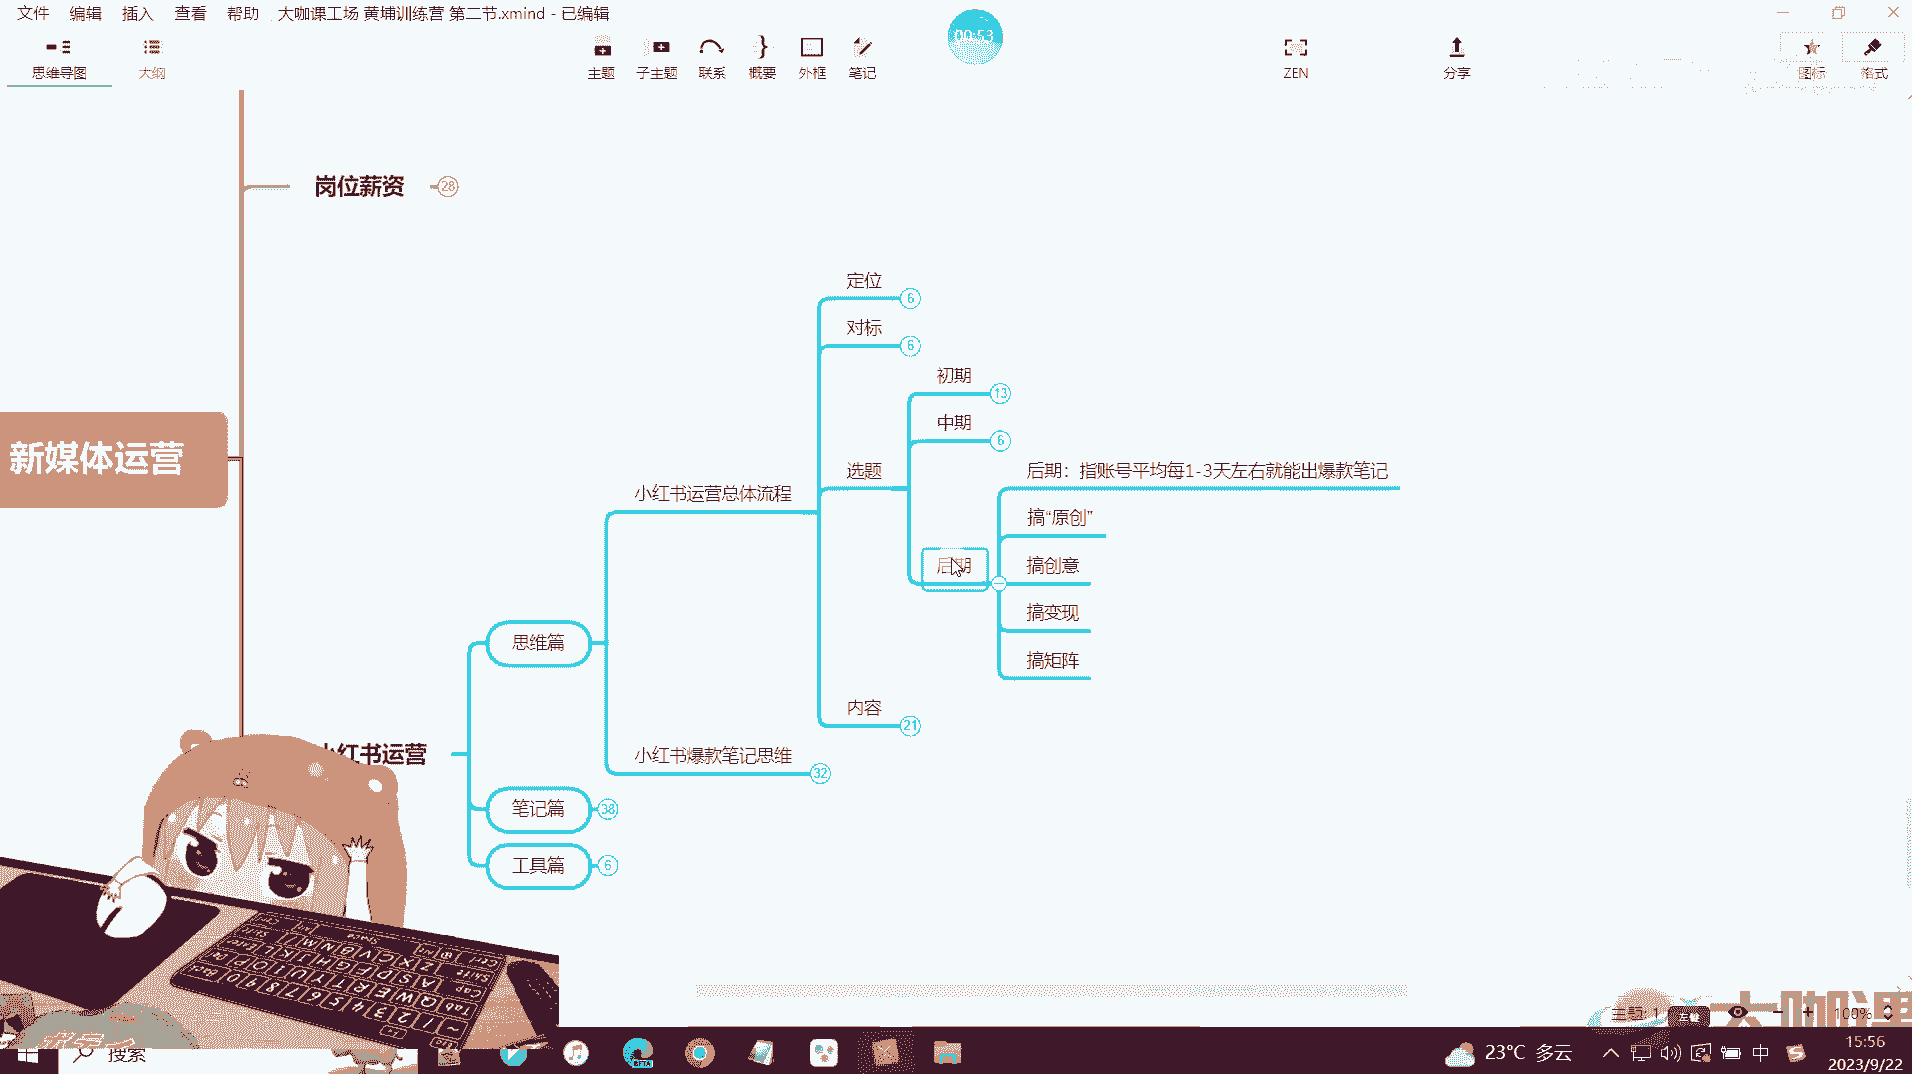 文件 编辑 插入 查看 帮助 大咖课工场 黄埔训练营 第二节.xmind - 已编辑
00:53
思维导图 大纲 主题 子主题 联系 概要 外框 笔记 ZEN 分享 图标 格式
岗位薪资 28
定位 6
对标 6
初期 13
中期 6
选题
后期：指账号平均每1-3天左右就能出爆款笔记
小红书运营总体流程
搞“原创”
后期
搞创意
搞变现
搞矩阵
新媒体运营
思维篇
内容 21
小红书运营
小红书爆款笔记思维 32
笔记篇 38
工具篇 6
主题: 1
100%
大咖课
搜索
BETA
23°C 多云
中
15:56
2023/9/22